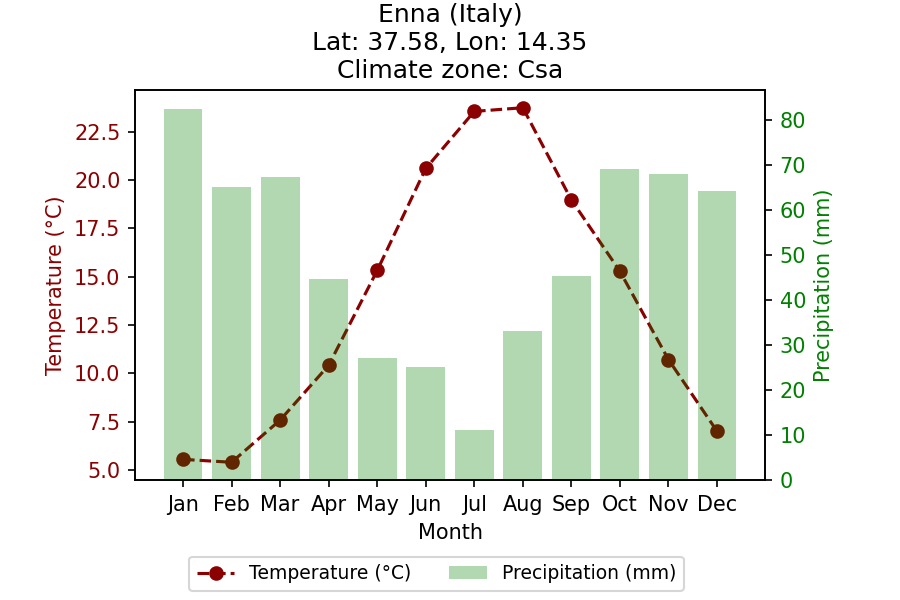 Enna (Italy)
Lat: 37.58, Lon: 14.35
Climate zone: Csa
Temperature (°C)
22.5
20.0
17.5
15.0
12.5
10.0
7.5
5.0
80
70
60
50
40
30
20
10
0
Precipitation (mm)
Jan Feb Mar Apr May Jun Jul Aug Sep Oct Nov Dec
Month
Temperature (°C) Precipitation (mm)